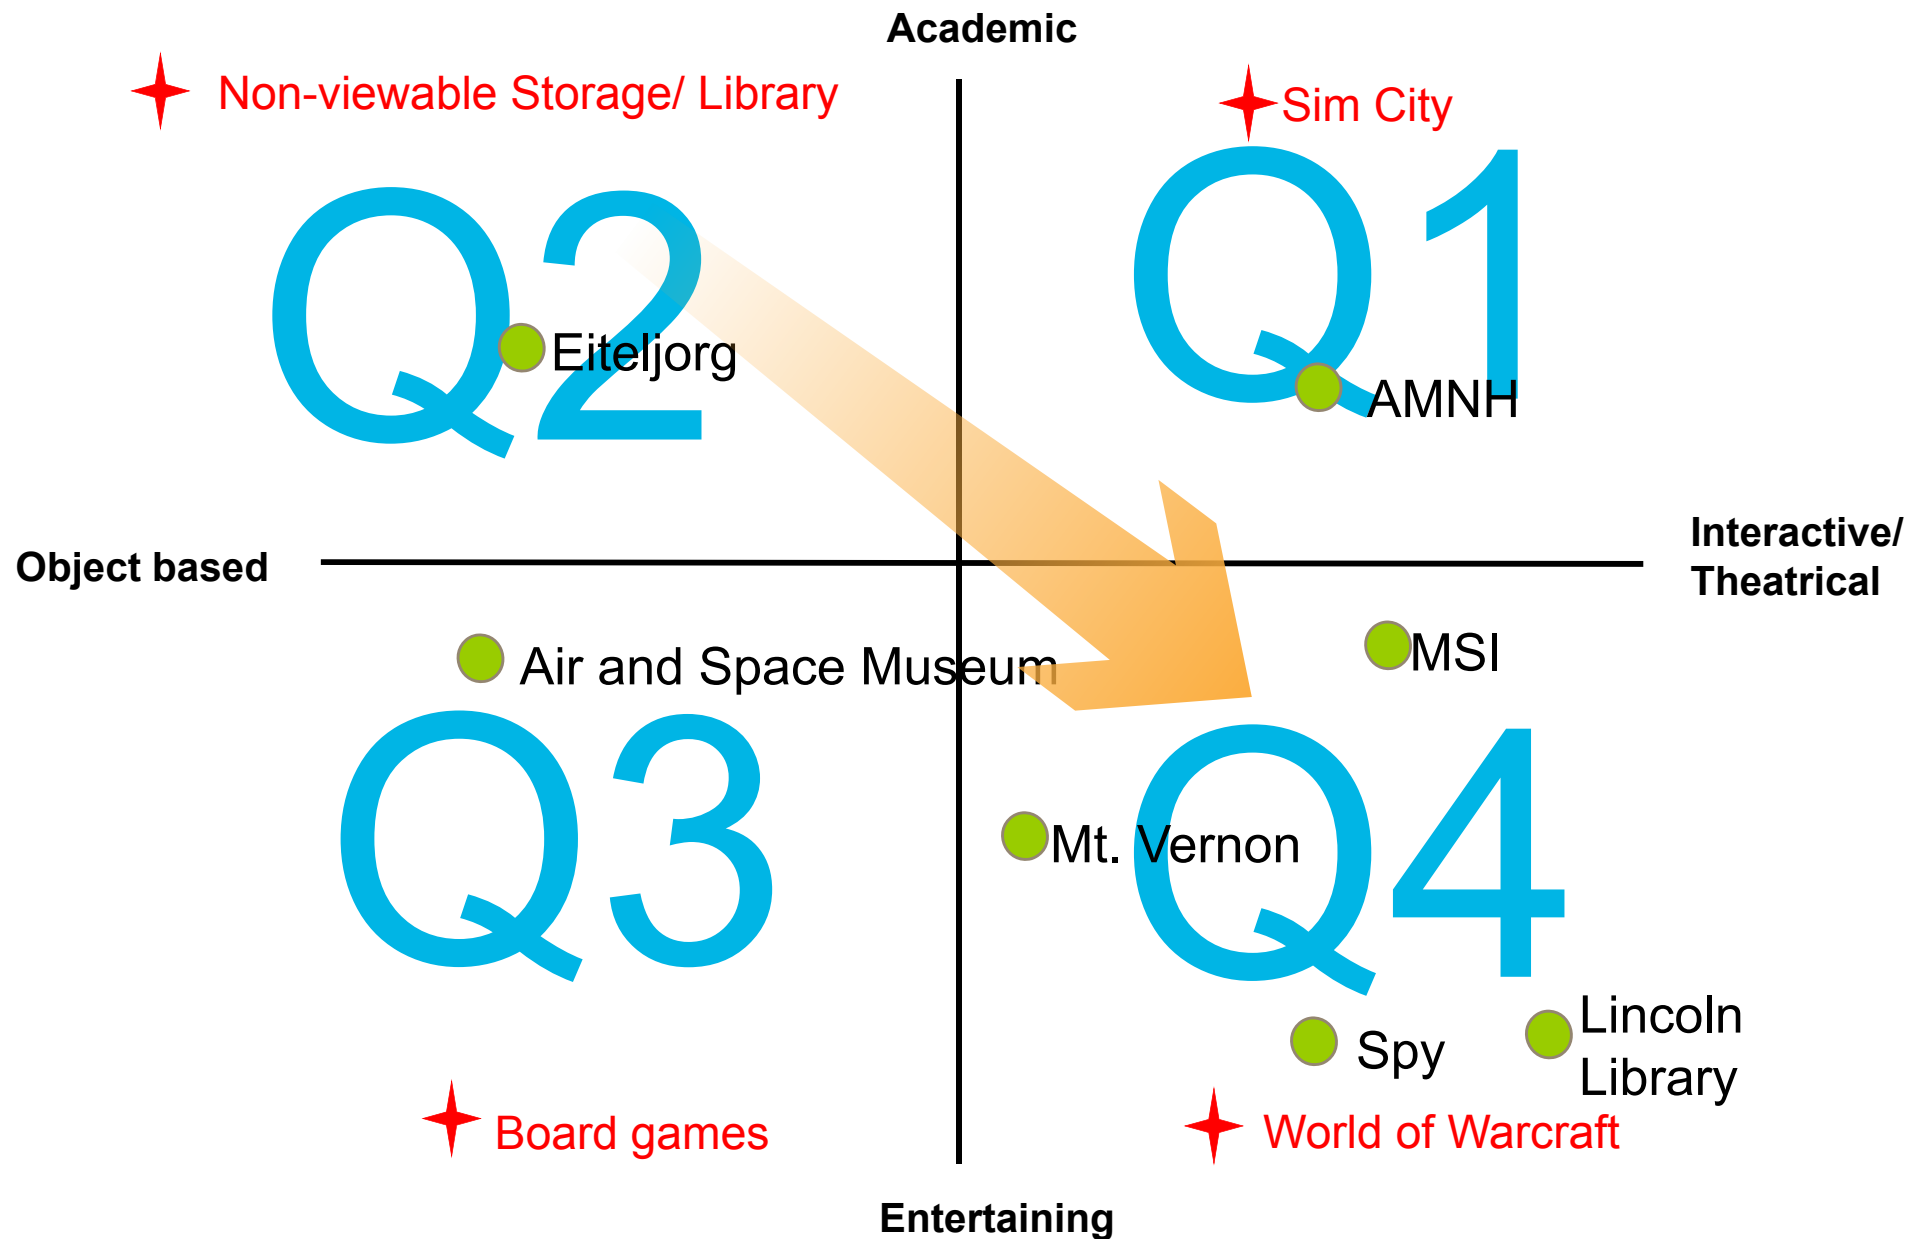 Academic
Non-viewable Storage/ Library
Sim City
Q2
Q1
Eiteljorg
AMNH
Object based
Interactive/
Theatrical
Air and Space Museum
MSI
Q3
Q4
Mt. Vernon
Spy
Lincoln
Library
Board games
World of Warcraft
Entertaining